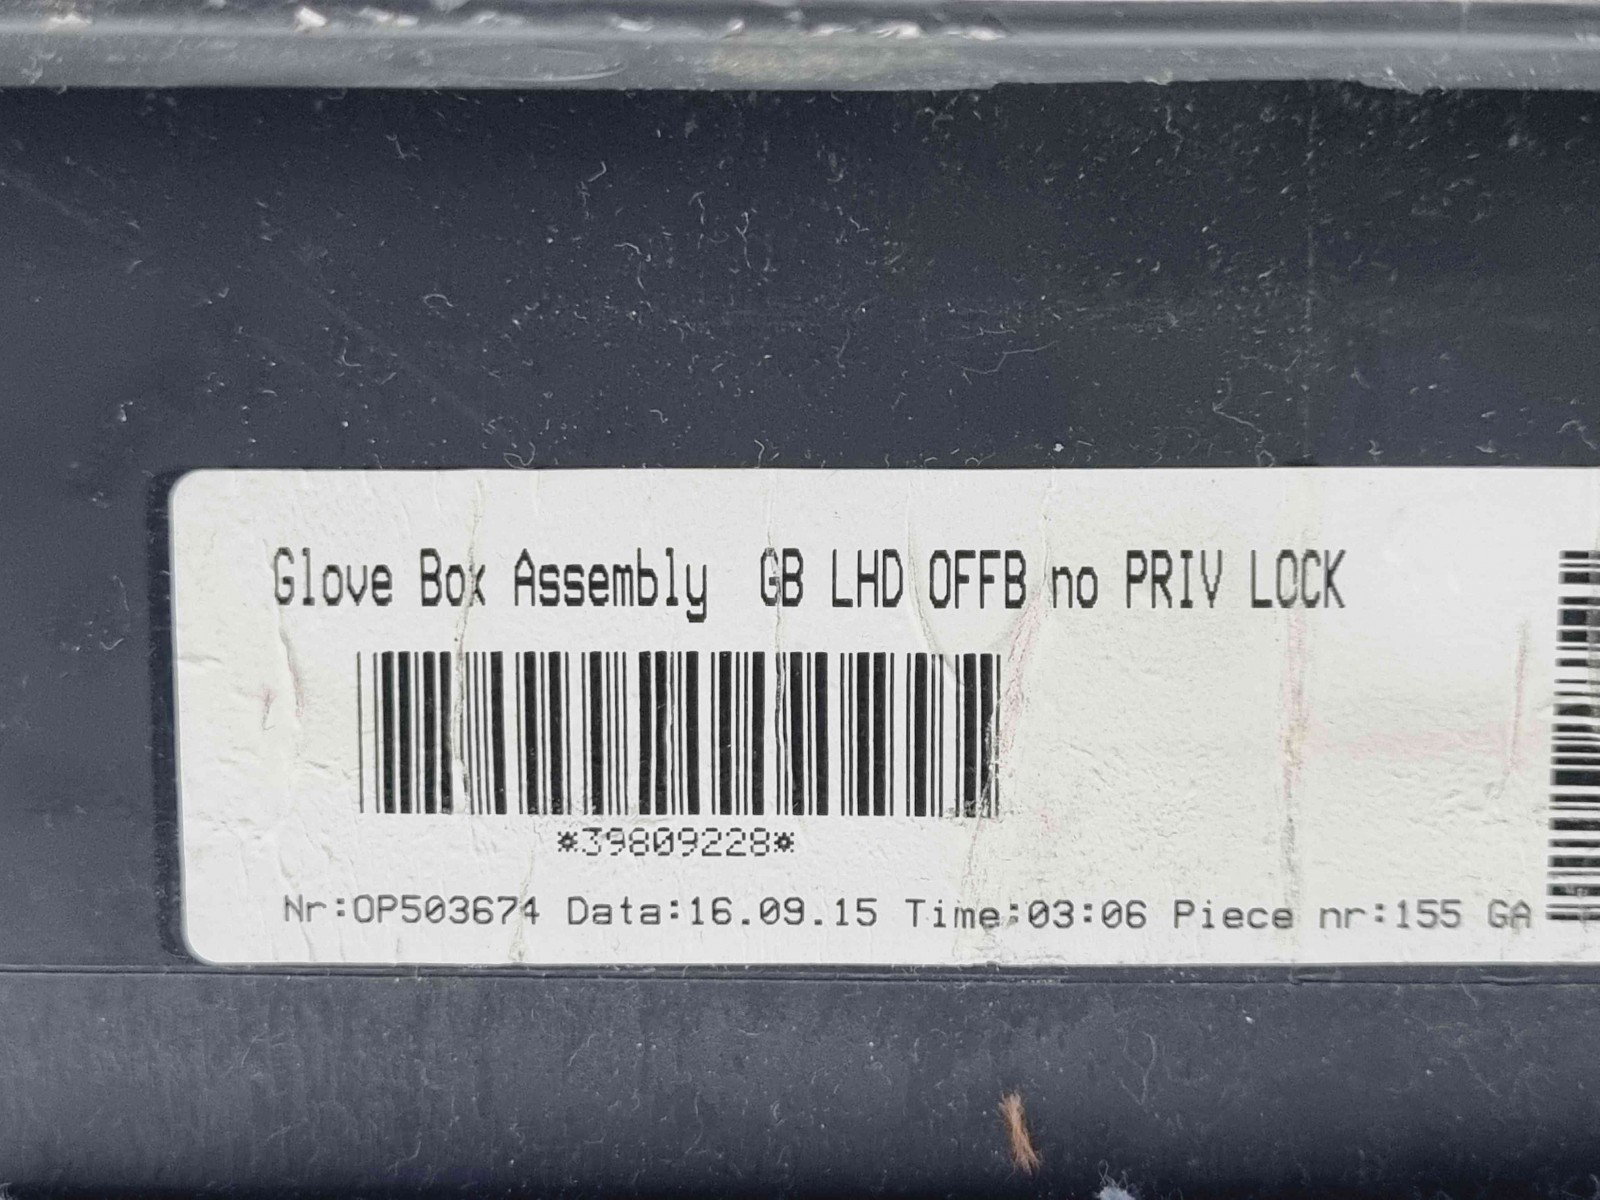 Glove Box Assembly GB LHD OFFB no PRIV LOCK
*39809228*
Nr:OP503674 Data:16.09.15 Time:03:06 Piece nr:155 GA